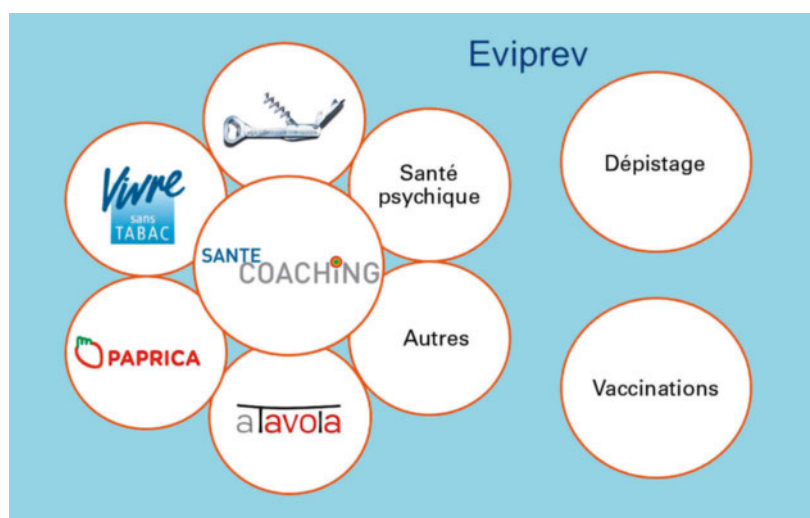 Eviprev
Vivre
sans
TABAC
Santé
psychique
Dépistage
SANTE
COACHING
PAPRICA
Autres
aTavola
Vaccinations